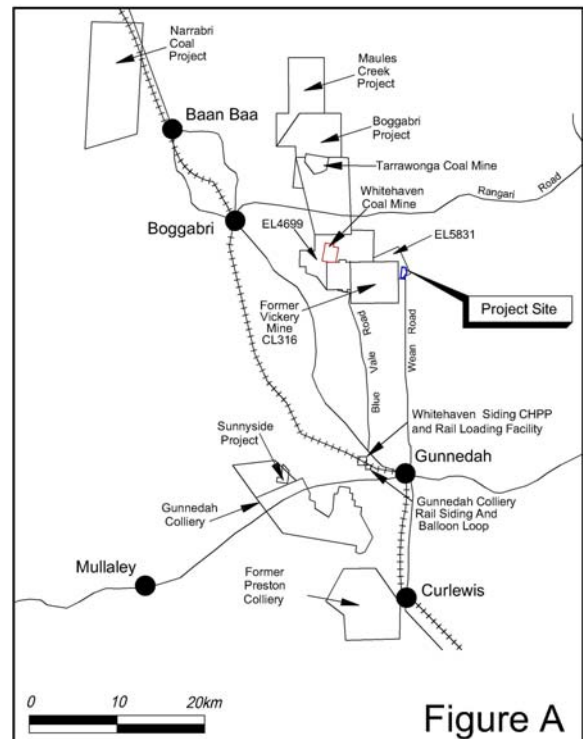 Narrabri
Coal
Project
Maules
Creek
Project
Baan Baa
Boggabri
Project
Tarrawonga Coal Mine
Whitehaven
Coal Mine
Rangari Road
Boggabri
EL4699
EL5831
Project Site
Former
Vickery
Mine
CL316
Blue Vale Road
Wean Road
Whitehaven Siding CHPP
and Rail Loading Facility
Sunnyside
Project
Gunnedah
Gunnedah
Colliery
Gunnedah Colliery
Rail Siding And
Balloon Loop
Mullaley
Former
Preston
Colliery
Curlewis
0 10 20km
Figure A